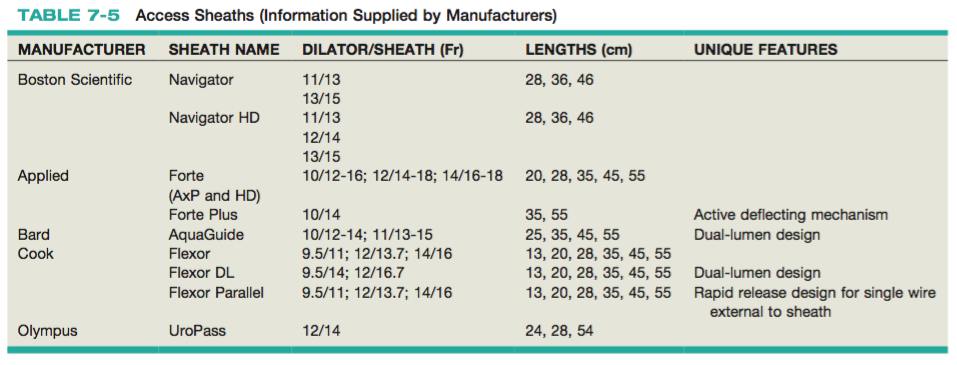 TABLE 7-5 Access Sheaths (Information Supplied by Manufacturers)
MANUFACTURER SHEATH NAME DILATOR/SHEATH (Fr) LENGTHS (cm) UNIQUE FEATURES
Boston Scientific Navigator 11/13 28, 36, 46
13/15
Navigator HD 11/13 28, 36, 46
12/14
13/15
Applied Forte 10/12-16; 12/14-18; 14/16-18 20, 28, 35, 45, 55
(AxP and HD)
Forte Plus 10/14 35, 55 Active deflecting mechanism
Bard AquaGuide 10/12-14; 11/13-15 25, 35, 45, 55 Dual-lumen design
Cook Flexor 9.5/11; 12/13.7; 14/16 13, 20, 28, 35, 45, 55
Flexor DL 9.5/14; 12/16.7 13, 20, 28, 35, 45, 55 Dual-lumen design
Flexor Parallel 9.5/11; 12/13.7; 14/16 13, 20, 28, 35, 45, 55 Rapid release design for single wire
external to sheath
Olympus UroPass 12/14 24, 28, 54